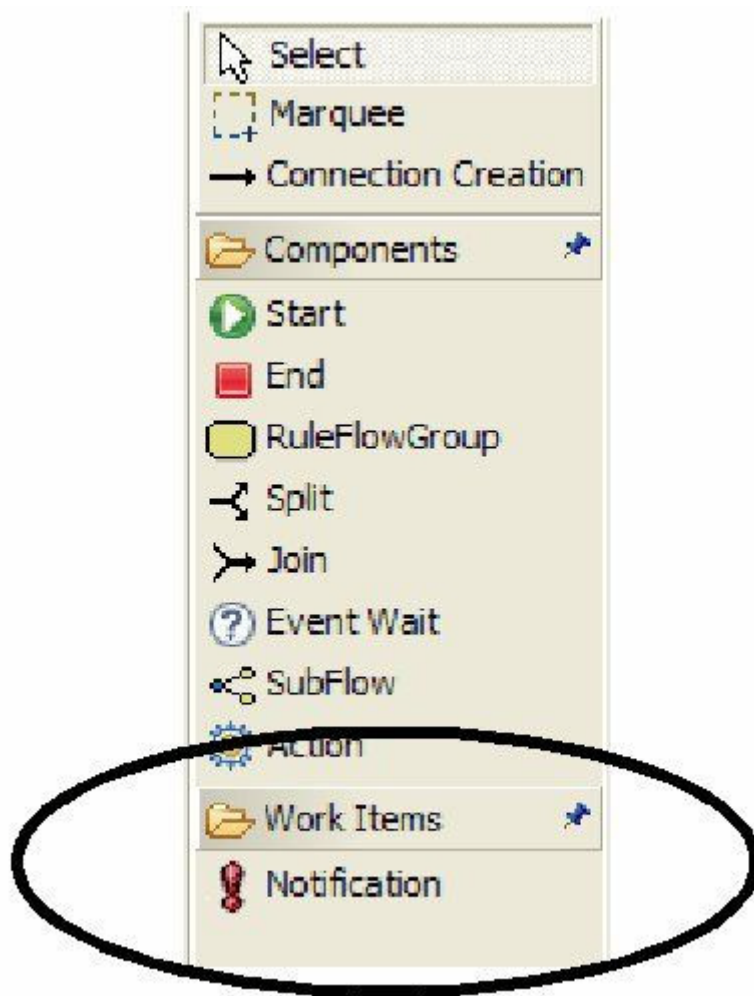 Select
Marquee
Connection Creation
Components
Start
End
RuleFlowGroup
Split
Join
Event Wait
SubFlow
Action
Work Items
Notification